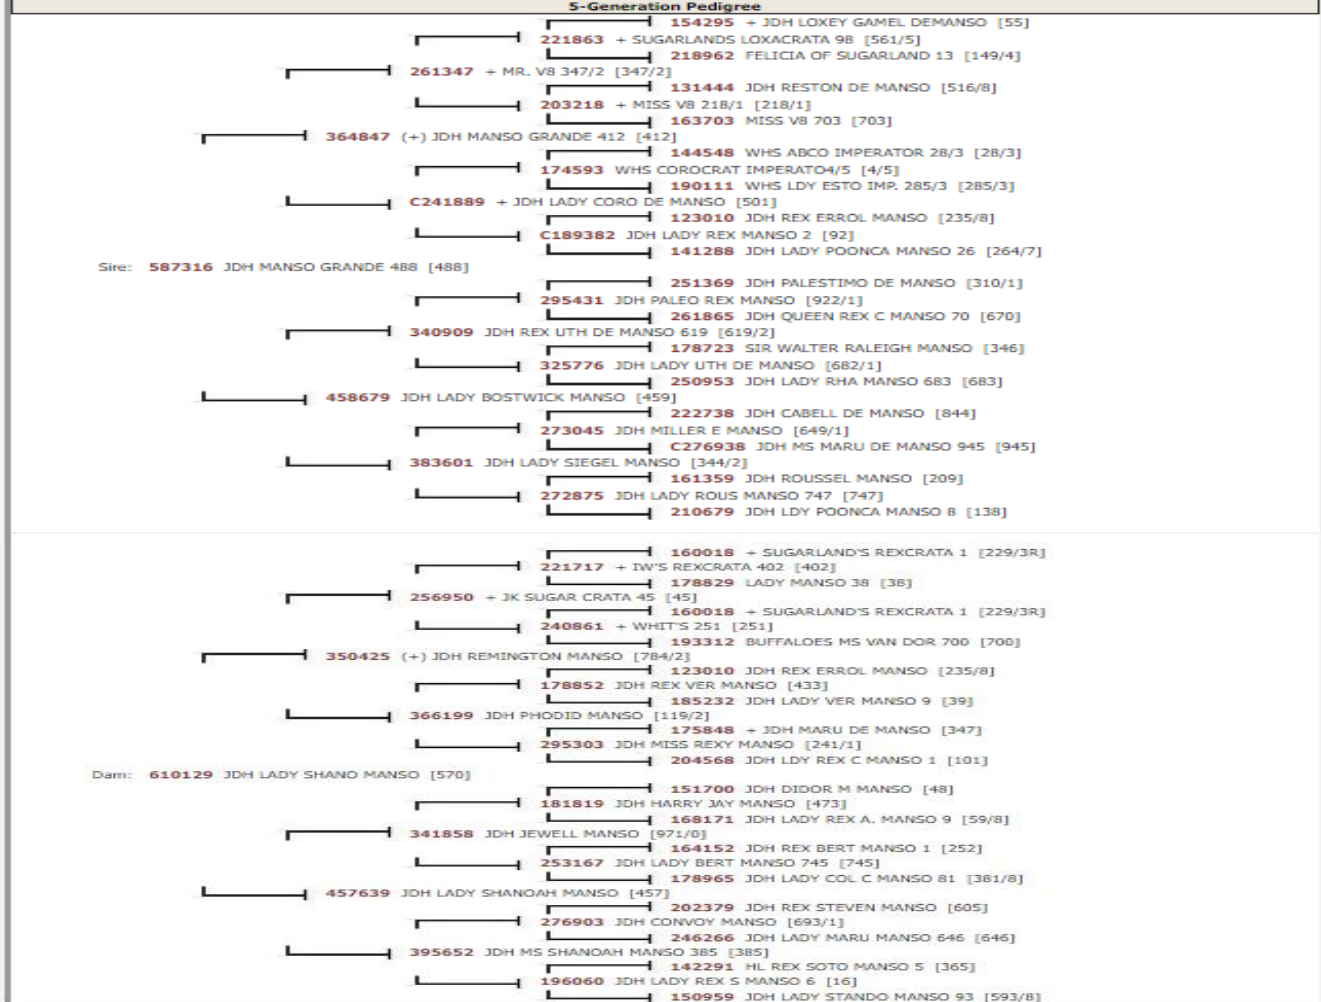 5-Generation Pedigree
154295 + JDH LOXEY GAMEL DEMANSO [55]
221863 + SUGARLANDS LOXACRATA 98 [561/5]
218962 FELICIA OF SUGARLAND 13 [149/4]
261347 + MR. V8 347/2 [347/2]
131444 JDH RESTON DE MANSO [516/8]
203218 + MISS V8 218/1 [218/1]
163703 MISS V8 703 [703]
364847 (+) JDH MANSO GRANDE 412 [412]
144548 WHS ABCO IMPERATOR 28/3 [28/3]
174593 WHS COROCRAT IMPERATO4/5 [4/5]
190111 WHS LDY ESTO IMP. 285/3 [285/3]
C241889 + JDH LADY CORO DE MANSO [501]
123010 JDH REX ERROL MANSO [235/8]
C189382 JDH LADY REX MANSO 2 [92]
141288 JDH LADY POONCA MANSO 26 [264/7]
Sire: 587316 JDH MANSO GRANDE 488 [488]
251369 JDH PALESTIMO DE MANSO [310/1]
295431 JDH PALEO REX MANSO [922/1]
261865 JDH QUEEN REX C MANSO 70 [670]
340909 JDH REX UTH DE MANSO 619 [619/2]
178723 SIR WALTER RALEIGH MANSO [346]
325776 JDH LADY UTH DE MANSO [682/1]
250953 JDH LADY RHA MANSO 683 [683]
458679 JDH LADY BOSTWICK MANSO [459]
222738 JDH CABELL DE MANSO [844]
273045 JDH MILLER E MANSO [649/1]
C276938 JDH MS MARU DE MANSO 945 [945]
383601 JDH LADY SIEGEL MANSO [344/2]
161359 JDH ROUSSEL MANSO [209]
272875 JDH LADY ROUS MANSO 747 [747]
210679 JDH LDY POONCA MANSO 8 [138]
160018 + SUGARLAND'S REXCRATA 1 [229/3R]
221717 + IW'S REXCRATA 402 [402]
178829 LADY MANSO 38 [38]
256950 + JK SUGAR CRATA 45 [45]
160018 + SUGARLAND'S REXCRATA 1 [229/3R]
240861 + WHIT'S 251 [251]
193312 BUFFALOES MS VAN DOR 700 [700]
350425 (+) JDH REMINGTON MANSO [784/2]
123010 JDH REX ERROL MANSO [235/8]
178852 JDH REX VER MANSO [433]
185232 JDH LADY VER MANSO 9 [39]
366199 JDH PHODID MANSO [119/2]
175848 + JDH MARU DE MANSO [347]
295303 JDH MISS REXY MANSO [241/1]
204568 JDH LDY REX C MANSO 1 [101]
Dam: 610129 JDH LADY SHANO MANSO [570]
151700 JDH DIDOR M MANSO [48]
181819 JDH HARRY JAY MANSO [473]
168171 JDH LADY REX A. MANSO 9 [59/8]
341858 JDH JEWELL MANSO [971/0]
164152 JDH REX BERT MANSO 1 [252]
253167 JDH LADY BERT MANSO 745 [745]
178965 JDH LADY COL C MANSO 81 [381/8]
457639 JDH LADY SHANOAH MANSO [457]
202379 JDH REX STEVEN MANSO [605]
276903 JDH CONVOY MANSO [693/1]
246266 JDH LADY MARU MANSO 646 [646]
395652 JDH MS SHANOAH MANSO 385 [385]
142291 HL REX SOTO MANSO 5 [365]
196060 JDH LADY REX S MANSO 6 [16]
150959 JDH LADY STANDO MANSO 93 [593/8]